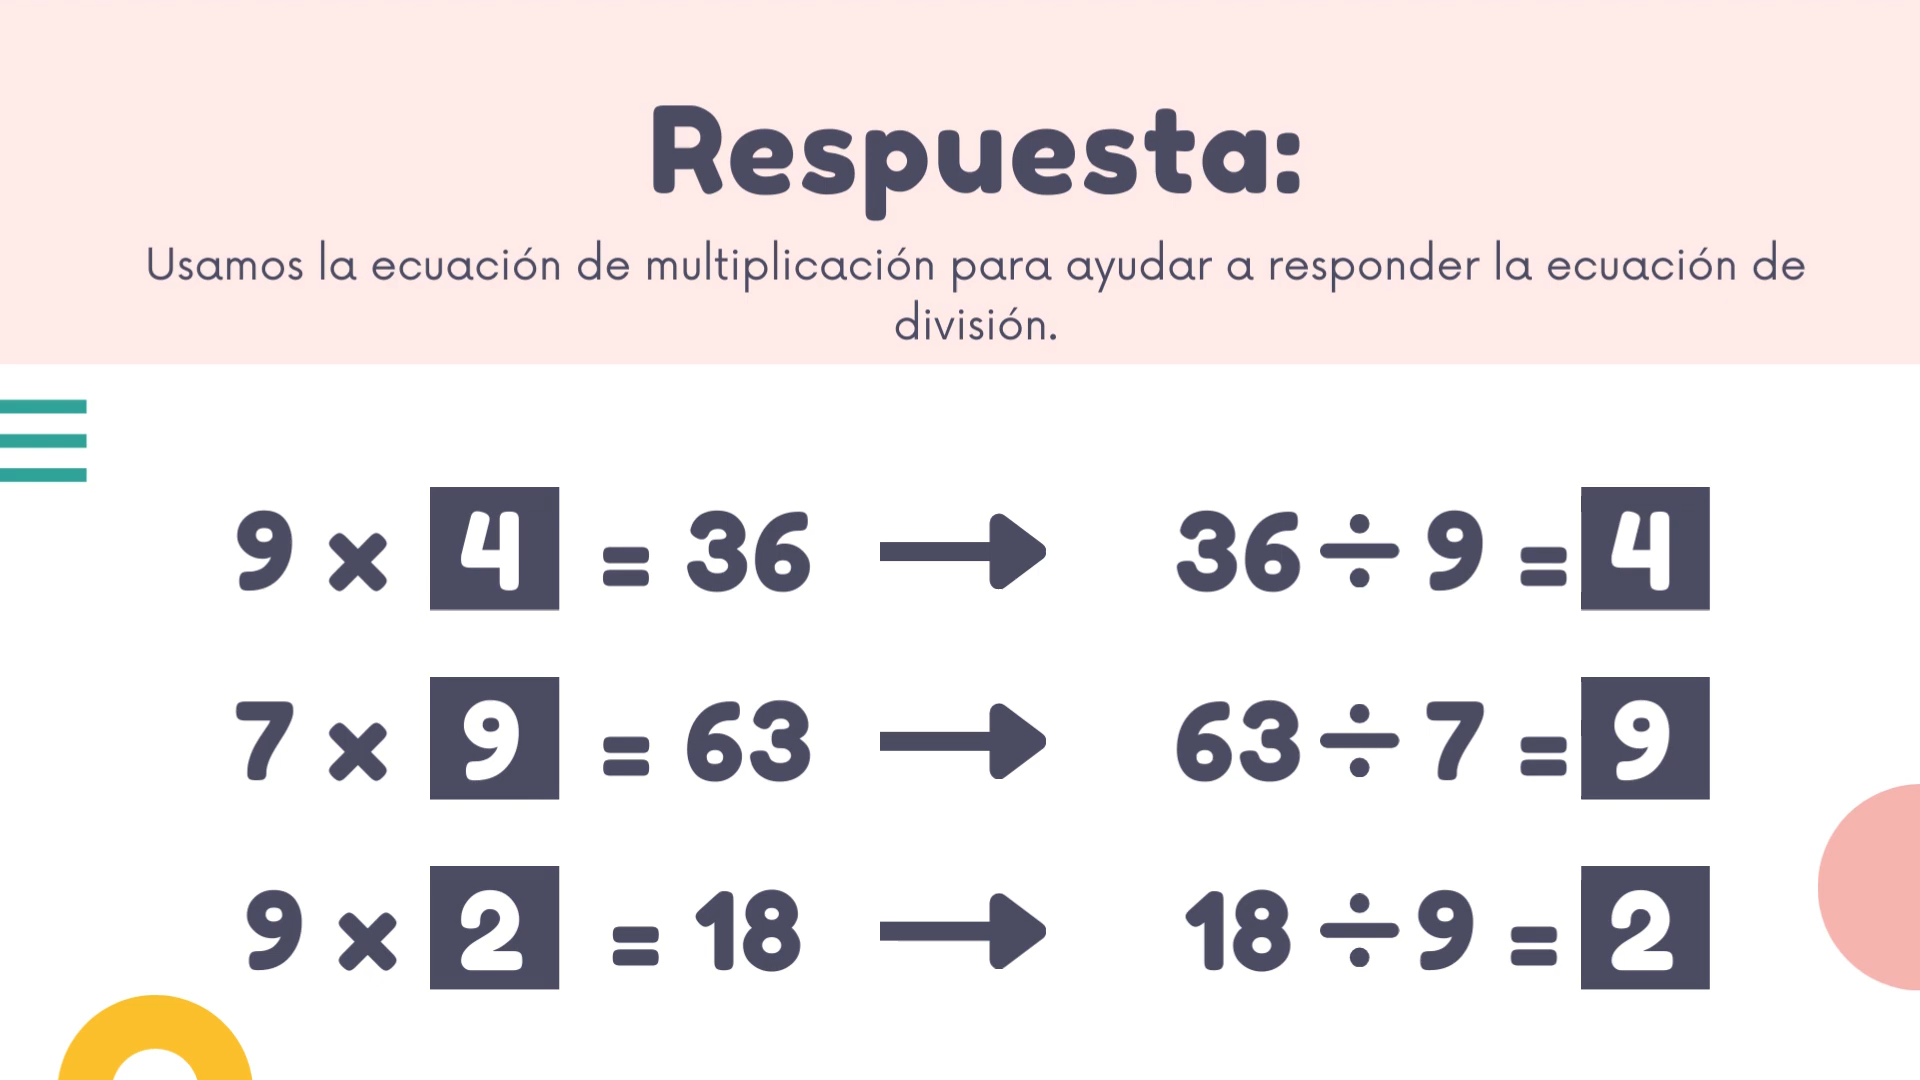 Respuesta:
Usamos la ecuación de multiplicación para ayudar a responder la ecuación de
división.
9 × 4 = 36 → 36 ÷ 9 = 4
7 × 9 = 63 → 63 ÷ 7 = 9
9 × 2 = 18 → 18 ÷ 9 = 2